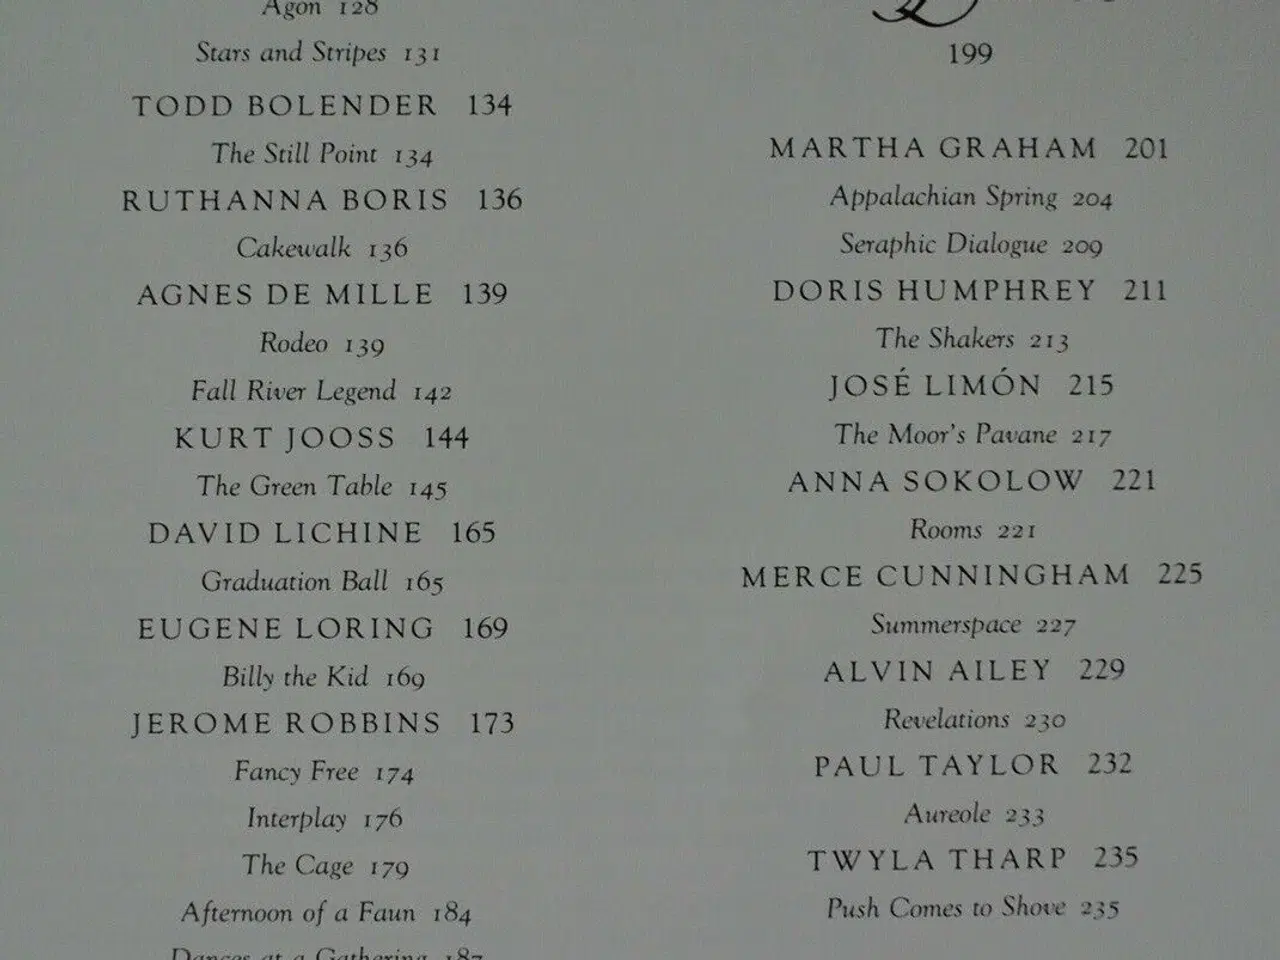 Agon 128
Stars and Stripes 131
TODD BOLENDER 134
The Still Point 134
RUTHANNA BORIS 136
Cakewalk 136
AGNES DE MILLE 139
Rodeo 139
Fall River Legend 142
KURT JOOSS 144
The Green Table 145
DAVID LICHINE 165
Graduation Ball 165
EUGENE LORING 169
Billy the Kid 169
JEROME ROBBINS 173
Fancy Free 174
Interplay 176
The Cage 179
Afternoon of a Faun 184
Dances at a Gathering 187
199
MARTHA GRAHAM 201
Appalachian Spring 204
Seraphic Dialogue 209
DORIS HUMPHREY 211
The Shakers 213
JOSÉ LIMÓN 215
The Moor's Pavane 217
ANNA SOKOLOW 221
Rooms 221
MERCE CUNNINGHAM 225
Summerspace 227
ALVIN AILEY 229
Revelations 230
PAUL TAYLOR 232
Aureole 233
TWYLA THARP 235
Push Comes to Shove 235